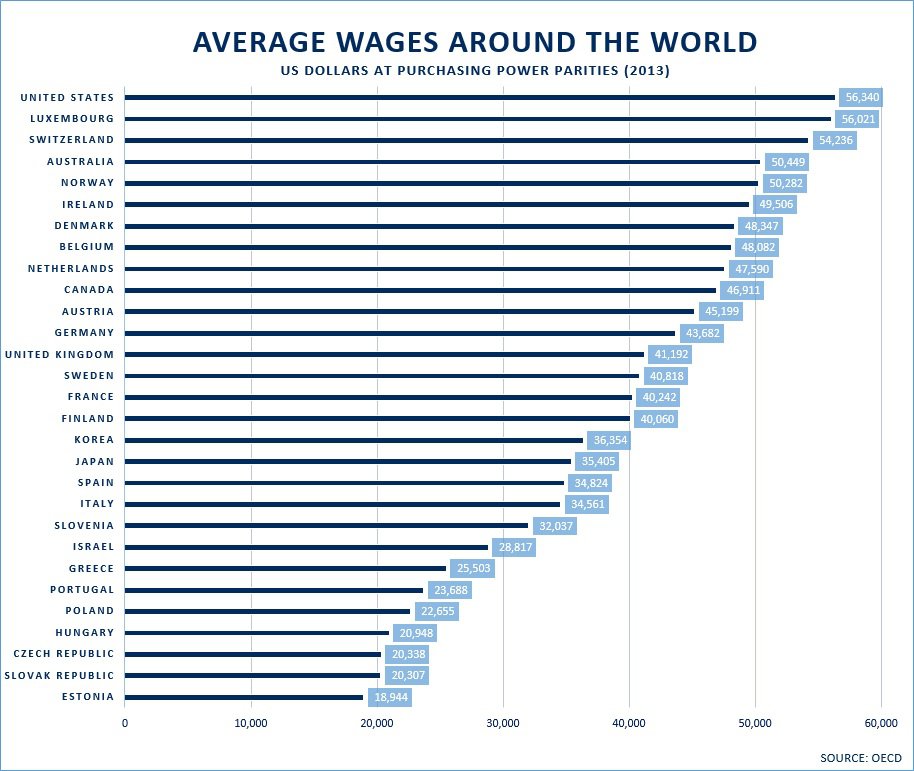 AVERAGE WAGES AROUND THE WORLD
US DOLLARS AT PURCHASING POWER PARITIES (2013)
UNITED STATES 56,340
LUXEMBOURG 56,021
SWITZERLAND 54,236
AUSTRALIA 50,449
NORWAY 50,282
IRELAND 49,506
DENMARK 48,347
BELGIUM 48,082
NETHERLANDS 47,590
CANADA 46,911
AUSTRIA 45,199
GERMANY 43,682
UNITED KINGDOM 41,192
SWEDEN 40,818
FRANCE 40,242
FINLAND 40,060
KOREA 36,354
JAPAN 35,405
SPAIN 34,824
ITALY 34,561
SLOVENIA 32,037
ISRAEL 28,817
GREECE 25,503
PORTUGAL 23,688
POLAND 22,655
HUNGARY 20,948
CZECH REPUBLIC 20,338
SLOVAK REPUBLIC 20,307
ESTONIA 18,944
0 10,000 20,000 30,000 40,000 50,000 60,000
SOURCE: OECD